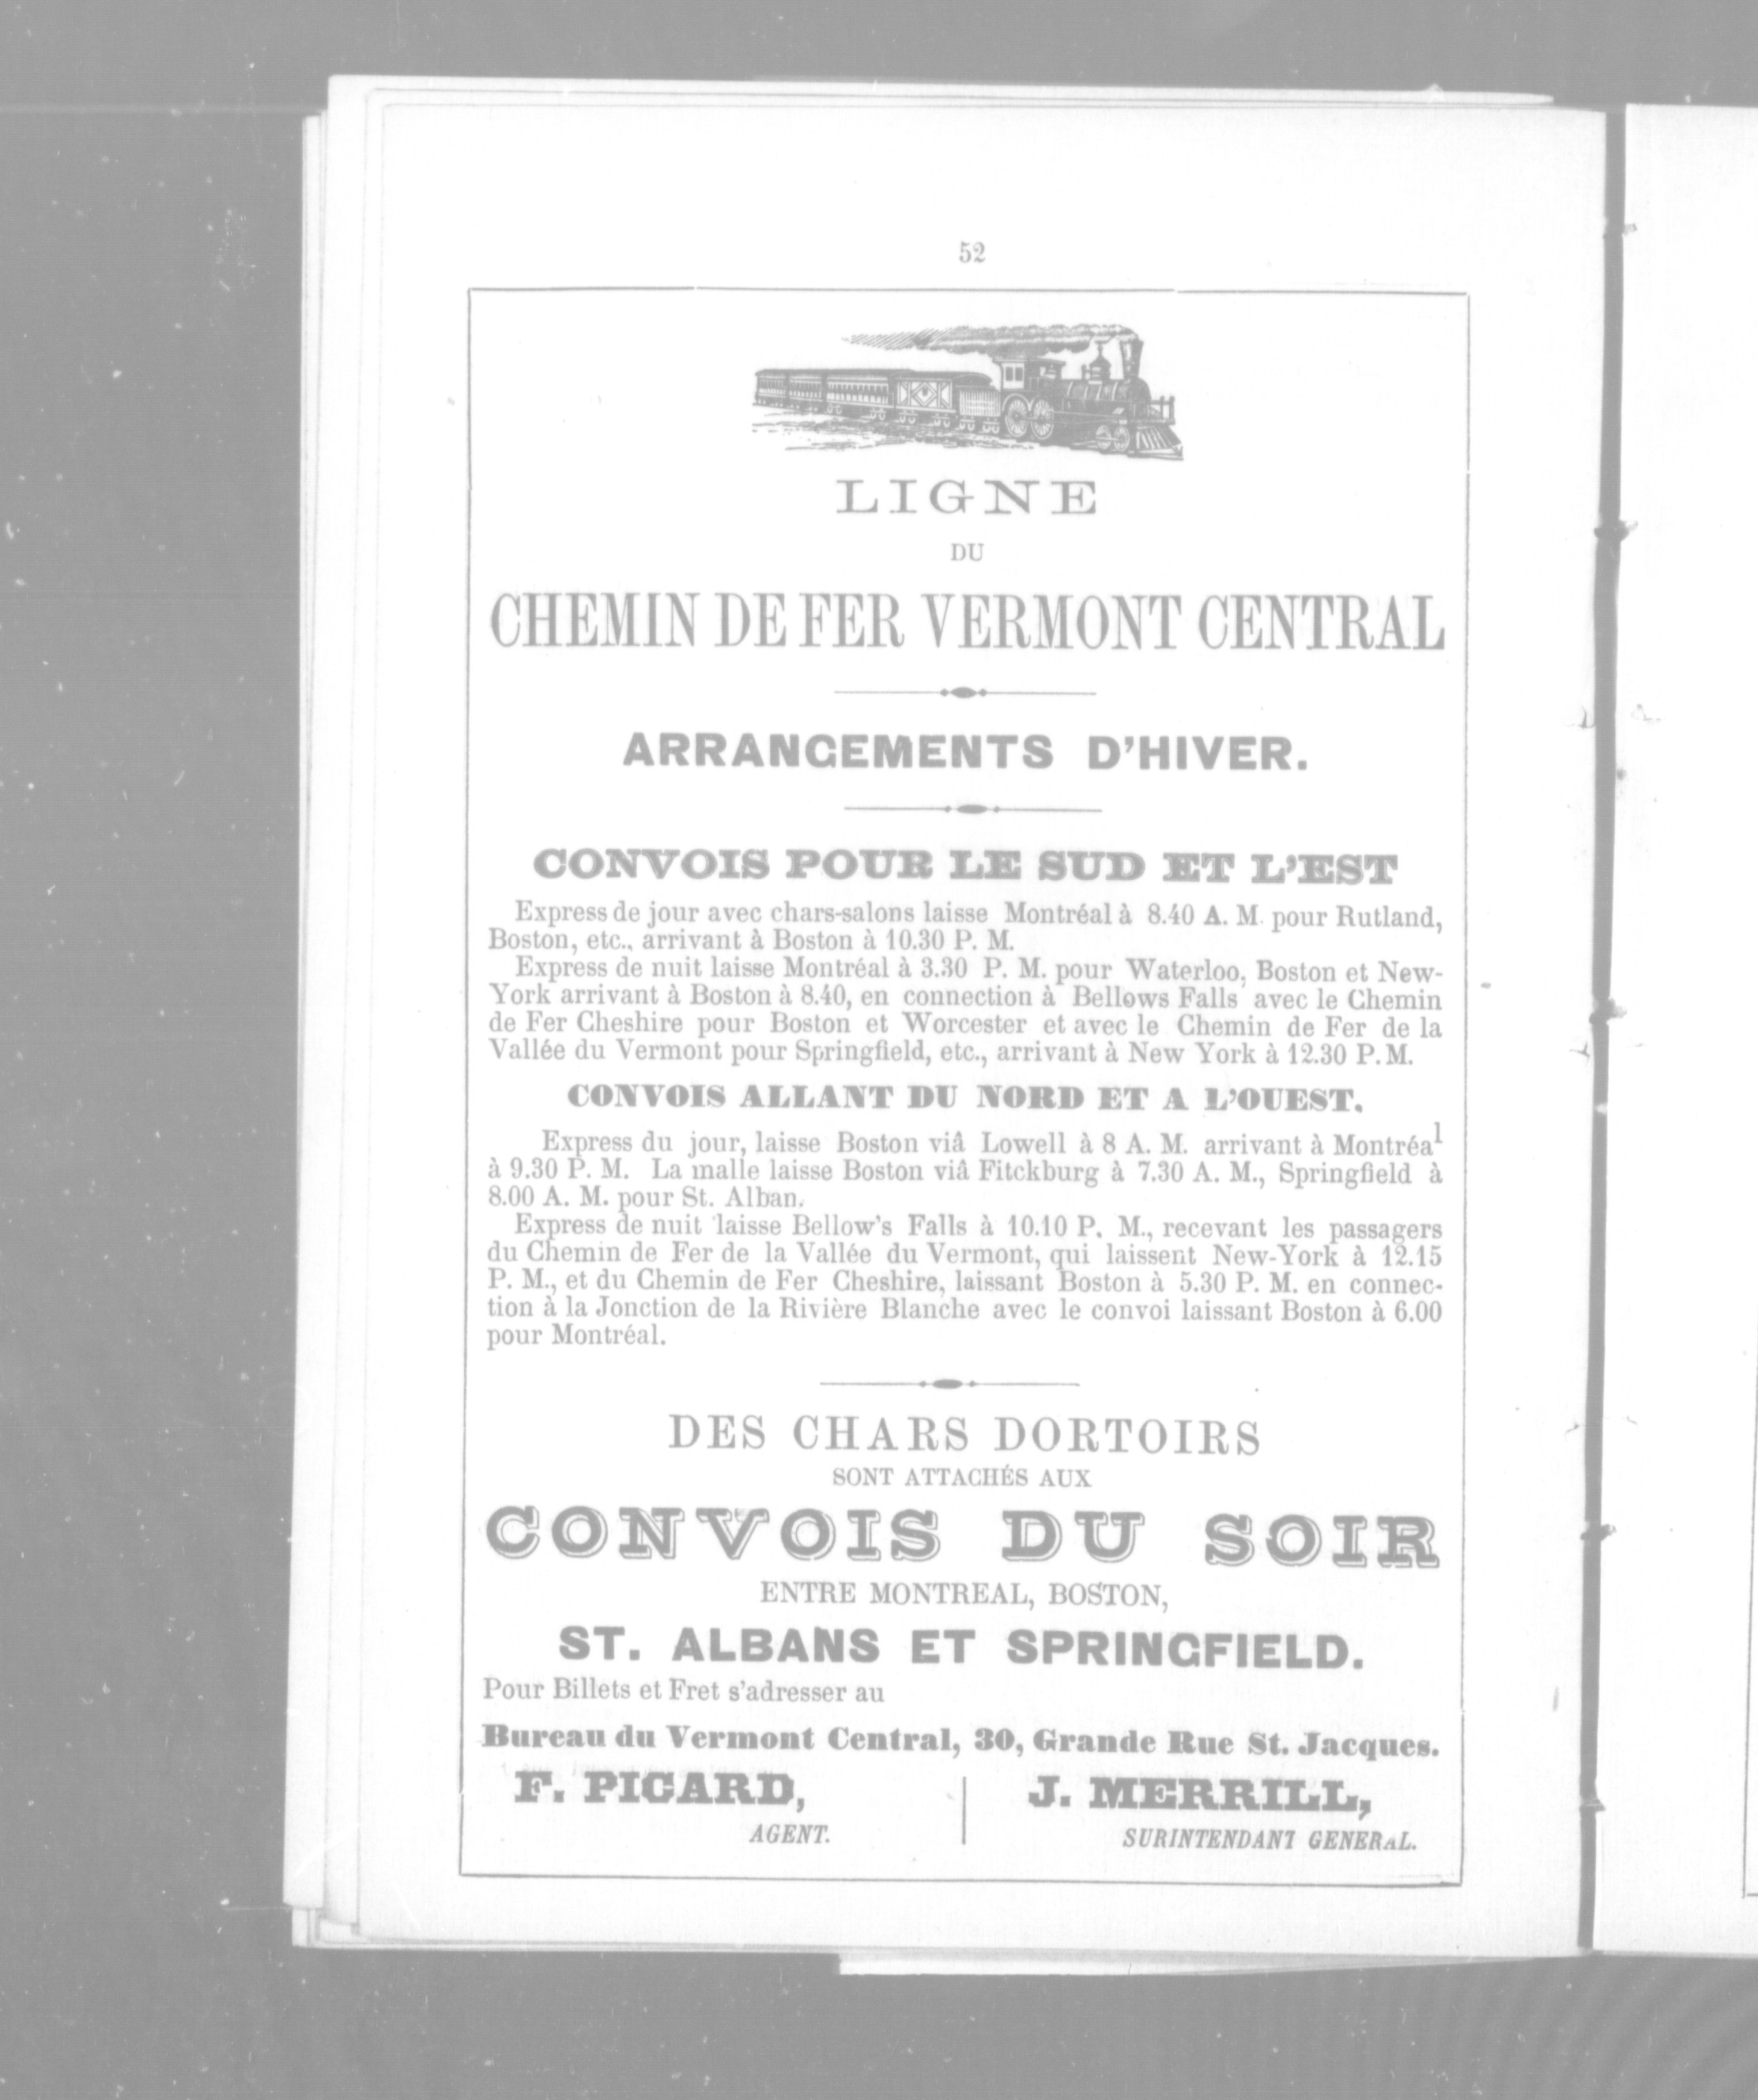 52
LIGNE
DU
CHEMIN DE FER VERMONT CENTRAL
ARRANGEMENTS D'HIVER.
CONVOIS POUR LE SUD ET L'EST
Express de jour avec chars-salons laisse Montréal à 8.40 A. M. pour Rutland,
Boston, etc., arrivant à Boston à 10.30 P. M.
Express de nuit laisse Montréal à 3.30 P. M. pour Waterloo, Boston et New-
York arrivant à Boston à 8.40, en connection à Bellows Falls avec le Chemin
de Fer Cheshire pour Boston et Worcester et avec le Chemin de Fer de la
Vallée du Vermont pour Springfield, etc., arrivant à New York à 12.30 P.M.
CONVOIS ALLANT DU NORD ET A L'OUEST.
Express du jour, laisse Boston viâ Lowell à 8 A. M. arrivant à Montréal
à 9.30 P. M. La malle laisse Boston viâ Fitckburg à 7.30 A. M., Springfield à
8.00 A. M. pour St. Alban.
Express de nuit laisse Bellow's Falls à 10.10 P. M., recevant les passagers
du Chemin de Fer de la Vallée du Vermont, qui laissent New-York à 12.15
P. M., et du Chemin de Fer Cheshire, laissant Boston à 5.30 P. M. en connec-
tion à la Jonction de la Rivière Blanche avec le convoi laissant Boston à 6.00
pour Montréal.
DES CHARS DORTOIRS
SONT ATTACHÉS AUX
CONVOIS DU SOIR
ENTRE MONTREAL, BOSTON,
ST. ALBANS ET SPRINGFIELD.
Pour Billets et Fret s'adresser au
Bureau du Vermont Central, 30, Grande Rue St. Jacques.
F. PICARD,
AGENT.
J. MERRILL,
SURINTENDANT GENERAL.